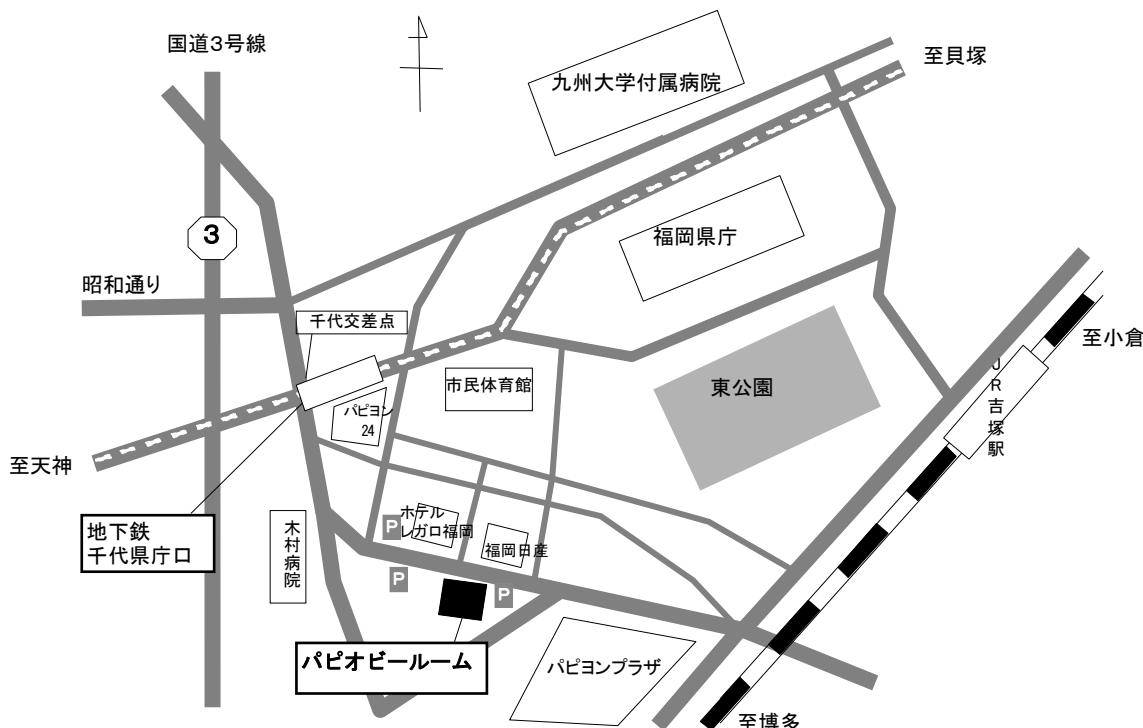 国道3号線
至貝塚
九州大学付属病院
3
福岡県庁
昭和通り
千代交差点
至小倉
JR吉塚駅
市民体育館
東公園
パピヨン
24
至天神
地下鉄
千代県庁口
木村病院
P
ホテル
レガロ福岡
福岡日産
P
P
パピオビールーム
パピヨンプラザ
至博多